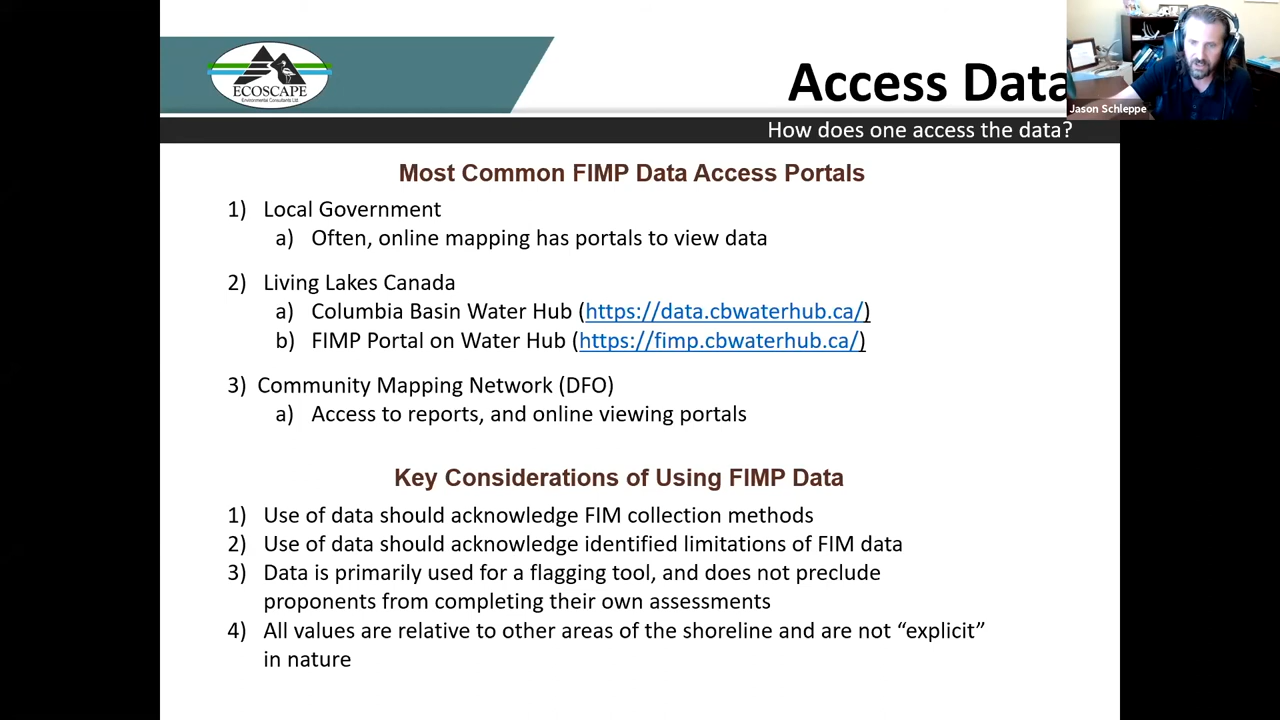 ECOSCAPE
Environmental Consultants Ltd.
Access Data
Jason Schleppe
How does one access the data?
Most Common FIMP Data Access Portals
1) Local Government
a) Often, online mapping has portals to view data
2) Living Lakes Canada
a) Columbia Basin Water Hub (https://data.cbwaterhub.ca/)
b) FIMP Portal on Water Hub (https://fimp.cbwaterhub.ca/)
3) Community Mapping Network (DFO)
a) Access to reports, and online viewing portals
Key Considerations of Using FIMP Data
1) Use of data should acknowledge FIM collection methods
2) Use of data should acknowledge identified limitations of FIM data
3) Data is primarily used for a flagging tool, and does not preclude
proponents from completing their own assessments
4) All values are relative to other areas of the shoreline and are not “explicit”
in nature